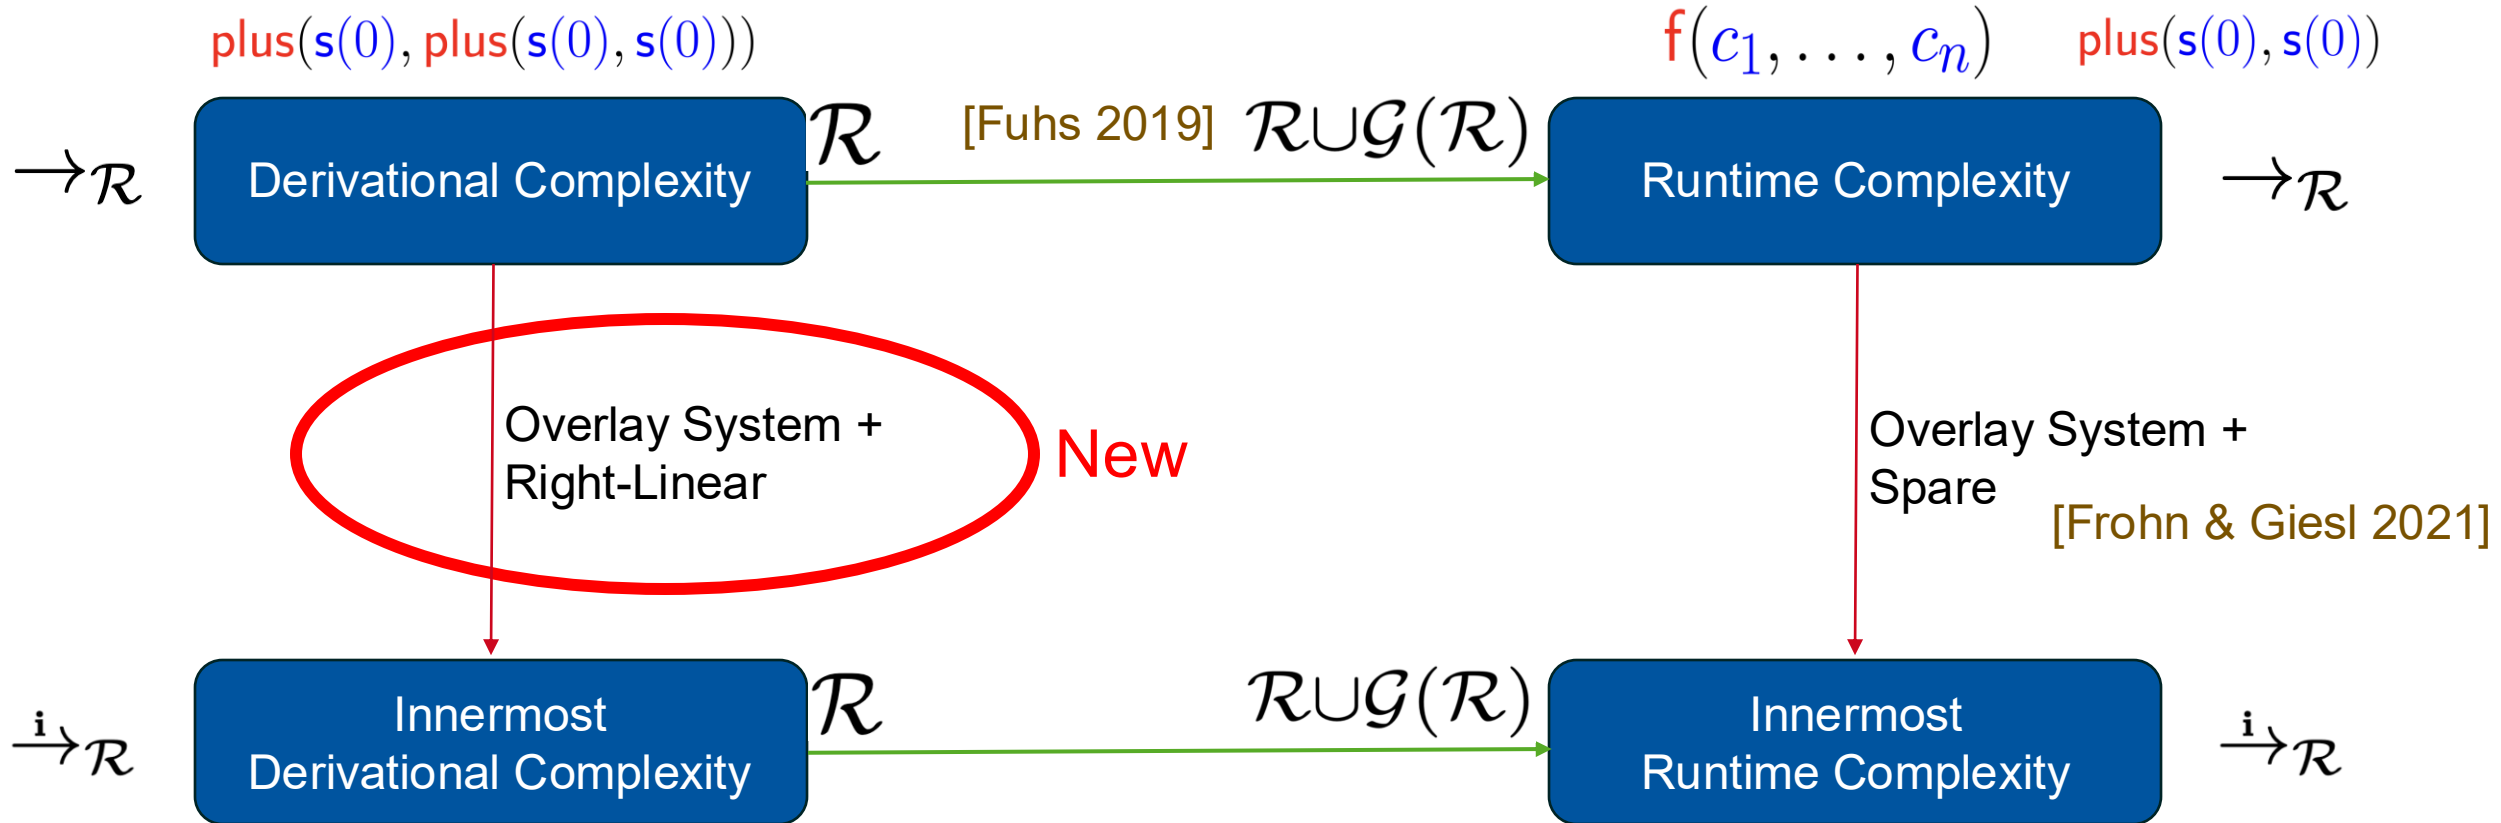 plus(s(0), plus(s(0), s(0)))
f(c₁, . . . , cₙ)
plus(s(0), s(0))
→ℛ
Derivational Complexity
ℛ
[Fuhs 2019]
ℛ∪𝒢(ℛ)
Runtime Complexity
→ℛ
Overlay System +
Right-Linear
New
Overlay System +
Spare
[Frohn & Giesl 2021]
i→ℛ
Innermost
Derivational Complexity
ℛ
ℛ∪𝒢(ℛ)
Innermost
Runtime Complexity
i→ℛ